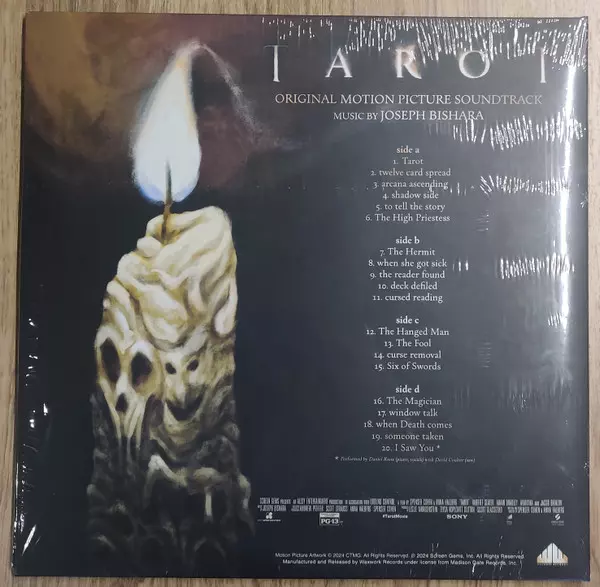 TAROT
ORIGINAL MOTION PICTURE SOUNDTRACK
MUSIC BY JOSEPH BISHARA
side a
1. Tarot
2. twelve card spread
3. arcana ascending
4. shadow side
5. to tell the story
6. The High Priestess
side b
7. The Hermit
8. when she got sick
9. the reader found
10. deck defiled
11. cursed reading
side c
12. The Hanged Man
13. The Fool
14. curse removal
15. Six of Swords
side d
16. The Magician
17. window talk
18. when Death comes
19. someone taken
20. I Saw You *
#TarotMovie
PG-13
SONY
Motion Picture Artwork © 2024 CTMG. All Rights Reserved. ℗ 2024 Screen Gems, Inc. All Rights Reserved.
Manufactured and Released by Waxwork Records under license from Madison Gate Records, Inc.